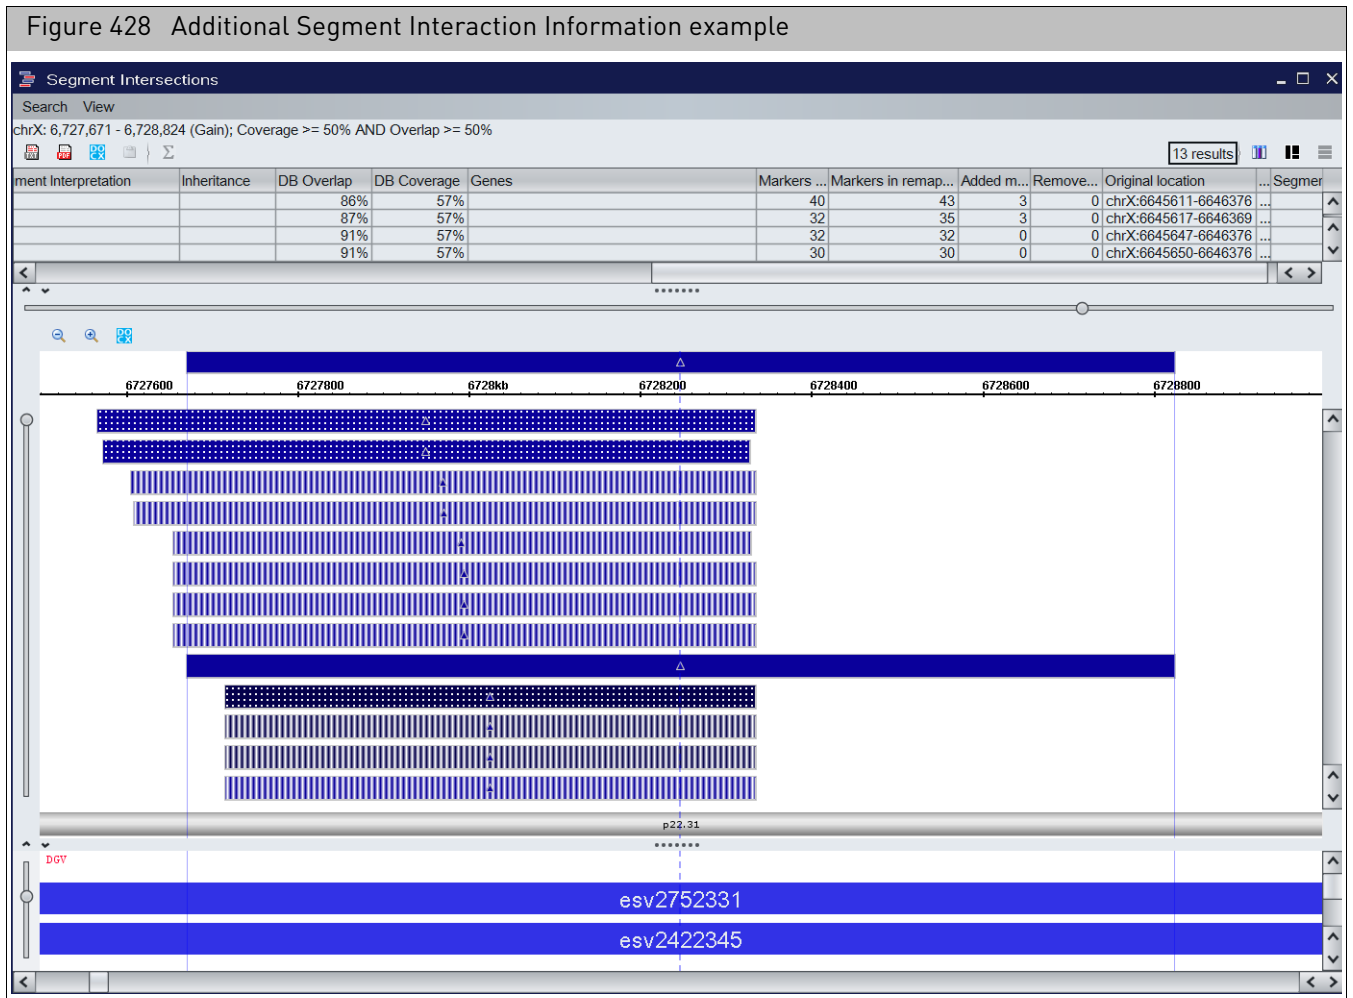 Figure 428 Additional Segment Interaction Information example
Segment Intersections
Search View
chrX: 6,727,671 - 6,728,824 (Gain); Coverage >= 50% AND Overlap >= 50%
TXT PDF DOCX Σ 13 results
ment Interpretation Inheritance DB Overlap DB Coverage Genes Markers ... Markers in remap... Added m... Remove... Original location ... Segmer
86% 57% 40 43 3 0 chrX:6645611-6646376 ...
87% 57% 32 35 3 0 chrX:6645617-6646369 ...
91% 57% 32 32 0 0 chrX:6645647-6646376 ...
91% 57% 30 30 0 0 chrX:6645650-6646376 ...
DOCX
6727600 6727800 6728kb 6728200 6728400 6728600 6728800
p22.31
DGV
esv2752331
esv2422345